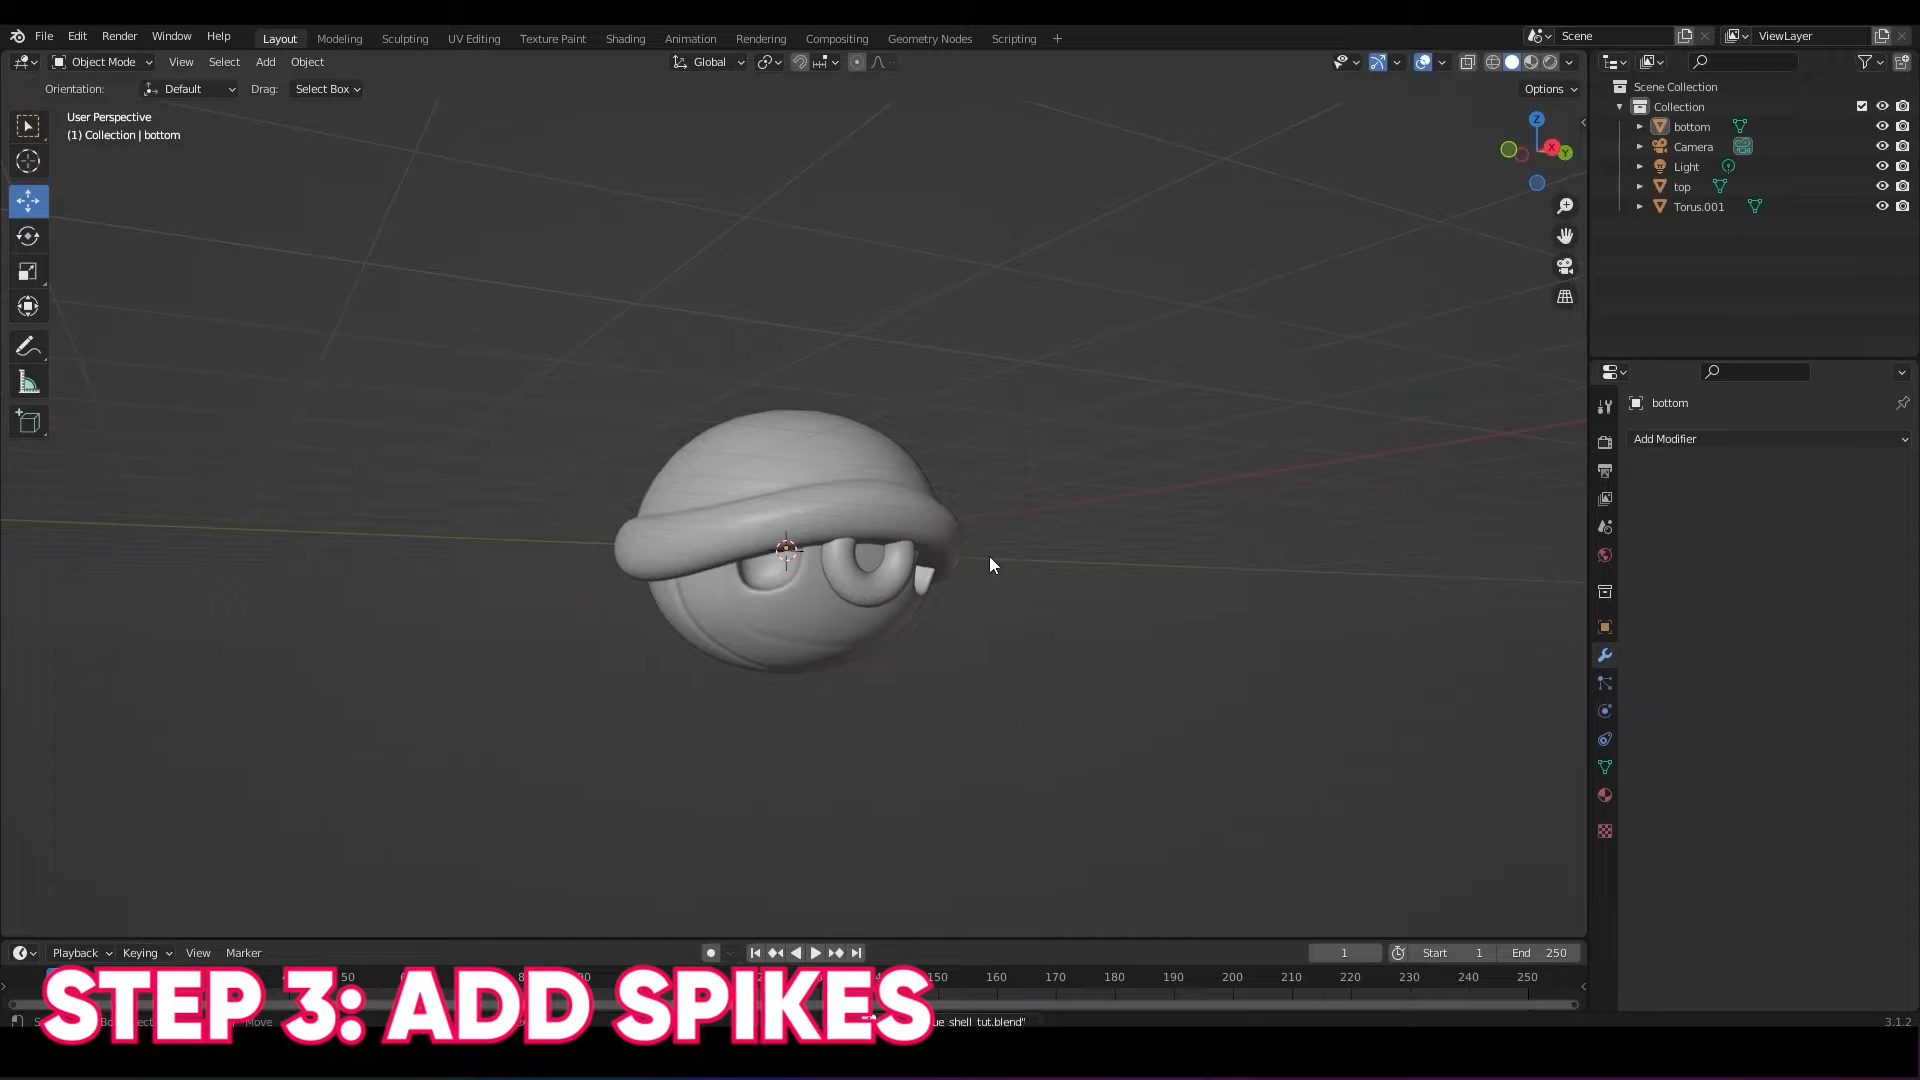 File Edit Render Window Help
Layout Modeling Sculpting UV Editing Texture Paint Shading Animation Rendering Compositing Geometry Nodes Scripting +
Scene
ViewLayer
Object Mode View Select Add Object
Global
Orientation: Default Drag: Select Box
Options
User Perspective
(1) Collection | bottom
Z
X
Y
Scene Collection
Collection
bottom
Camera
Light
top
Torus.001
bottom
Add Modifier
Playback Keying View Marker
1
Start 1
End 250
50 150 160 170 180 190 200 210 220 230 240 250
STEP 3: ADD SPIKES
Move
shell tut.blend"
3.1.2